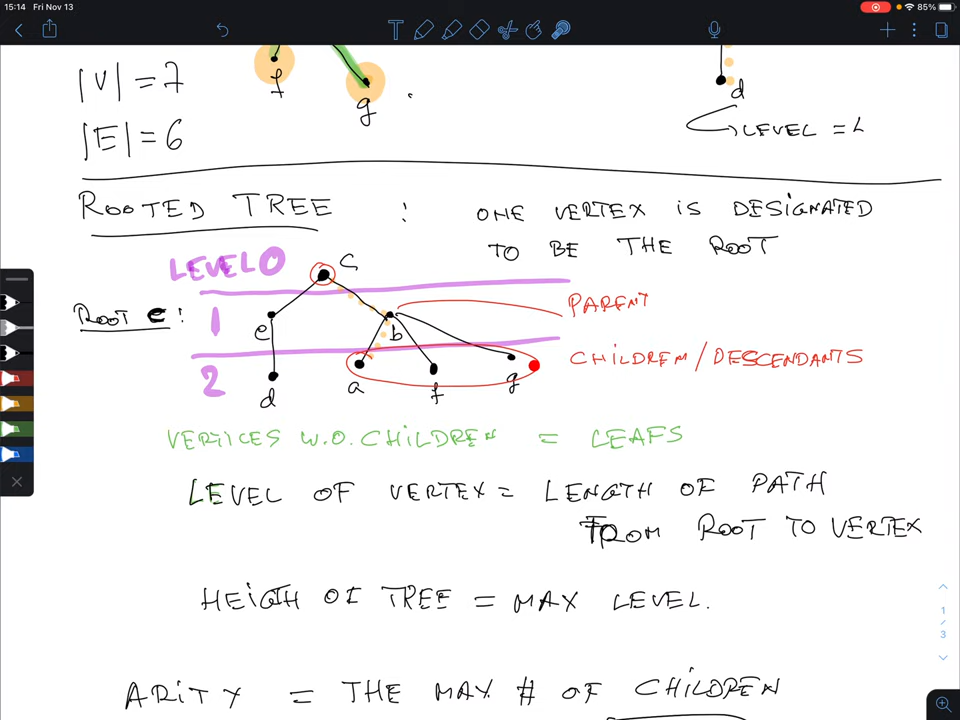 15:14 Fri Nov 13
85%
f
g
|V| = 7
|E| = 6
d
LEVEL = 4
ROOTED TREE : ONE VERTEX IS DESIGNATED
TO BE THE ROOT
LEVEL 0
c
ROOT c:
1
e
b
PARENT
2
d
a
f
g
CHILDREN/DESCENDANTS
VERTICES W.O. CHILDREN = LEAFS
LEVEL OF VERTEX = LENGTH OF PATH
FROM ROOT TO VERTEX
HEIGTH OF TREE = MAX LEVEL.
ARITY = THE MAX # OF CHILDREN
1
/
3